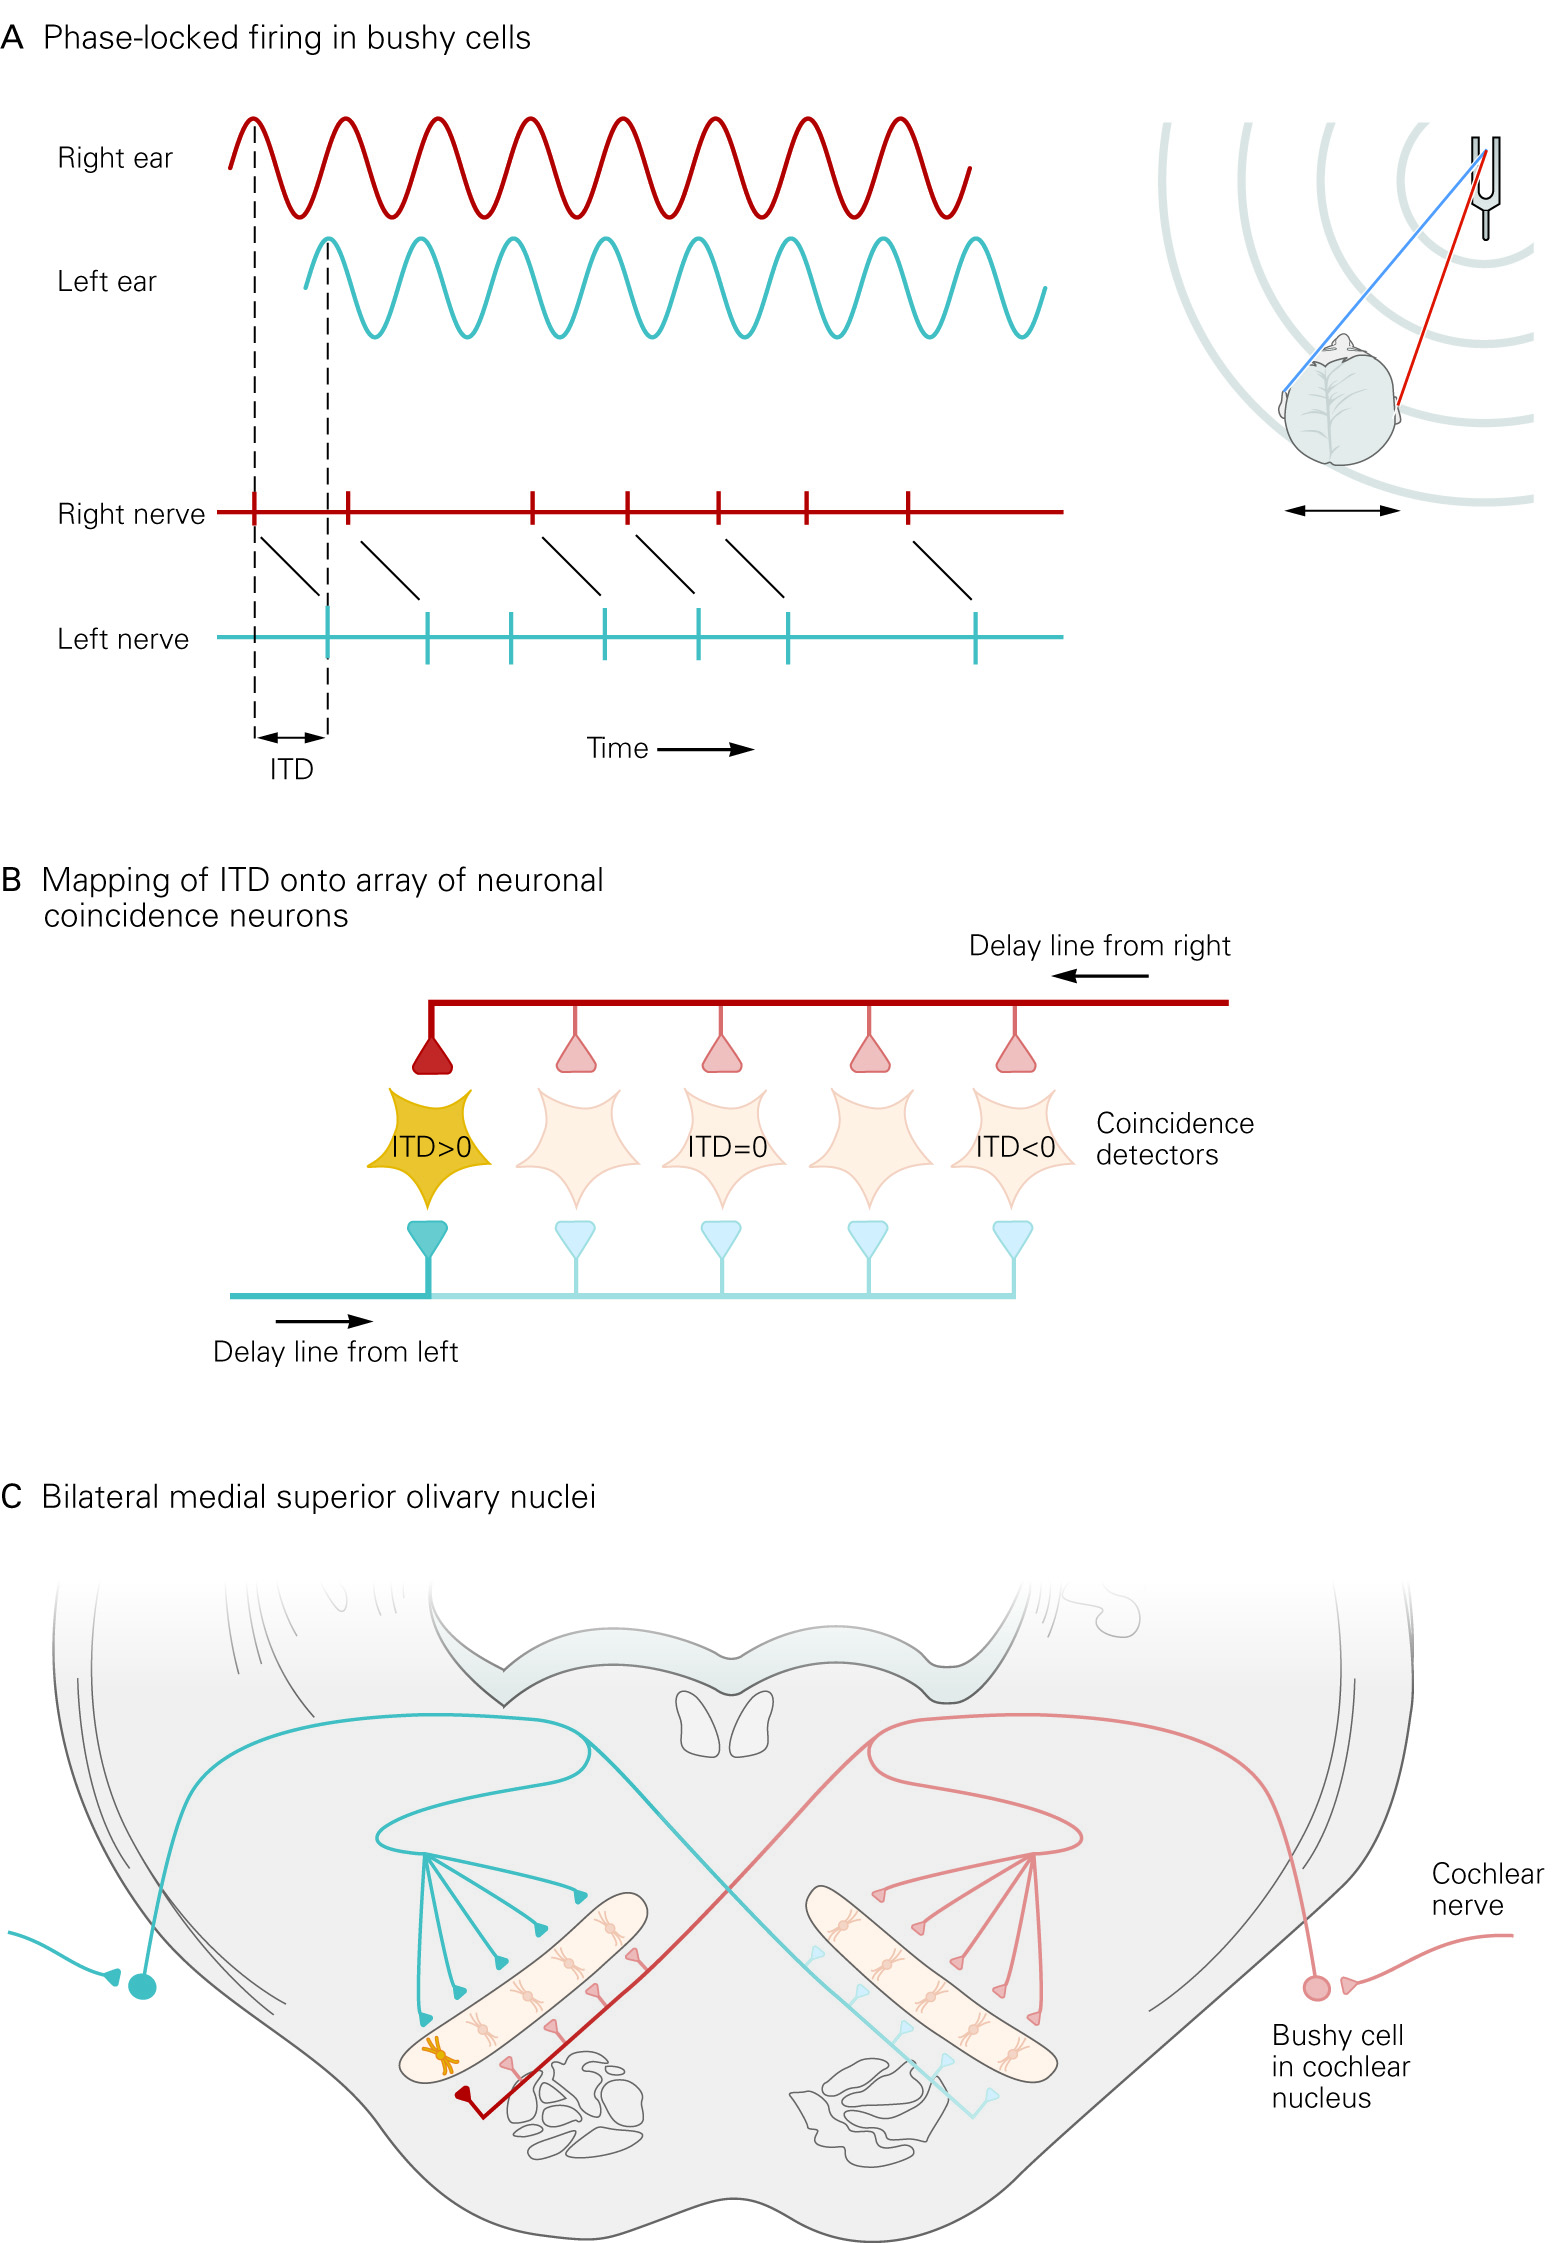 A Phase-locked firing in bushy cells
Right ear
Left ear
Right nerve
Left nerve
Time
ITD
B Mapping of ITD onto array of neuronal
coincidence neurons
Delay line from right
ITD>0
ITD=0
ITD<0
Coincidence
detectors
Delay line from left
C Bilateral medial superior olivary nuclei
Cochlear
nerve
Bushy cell
in cochlear
nucleus